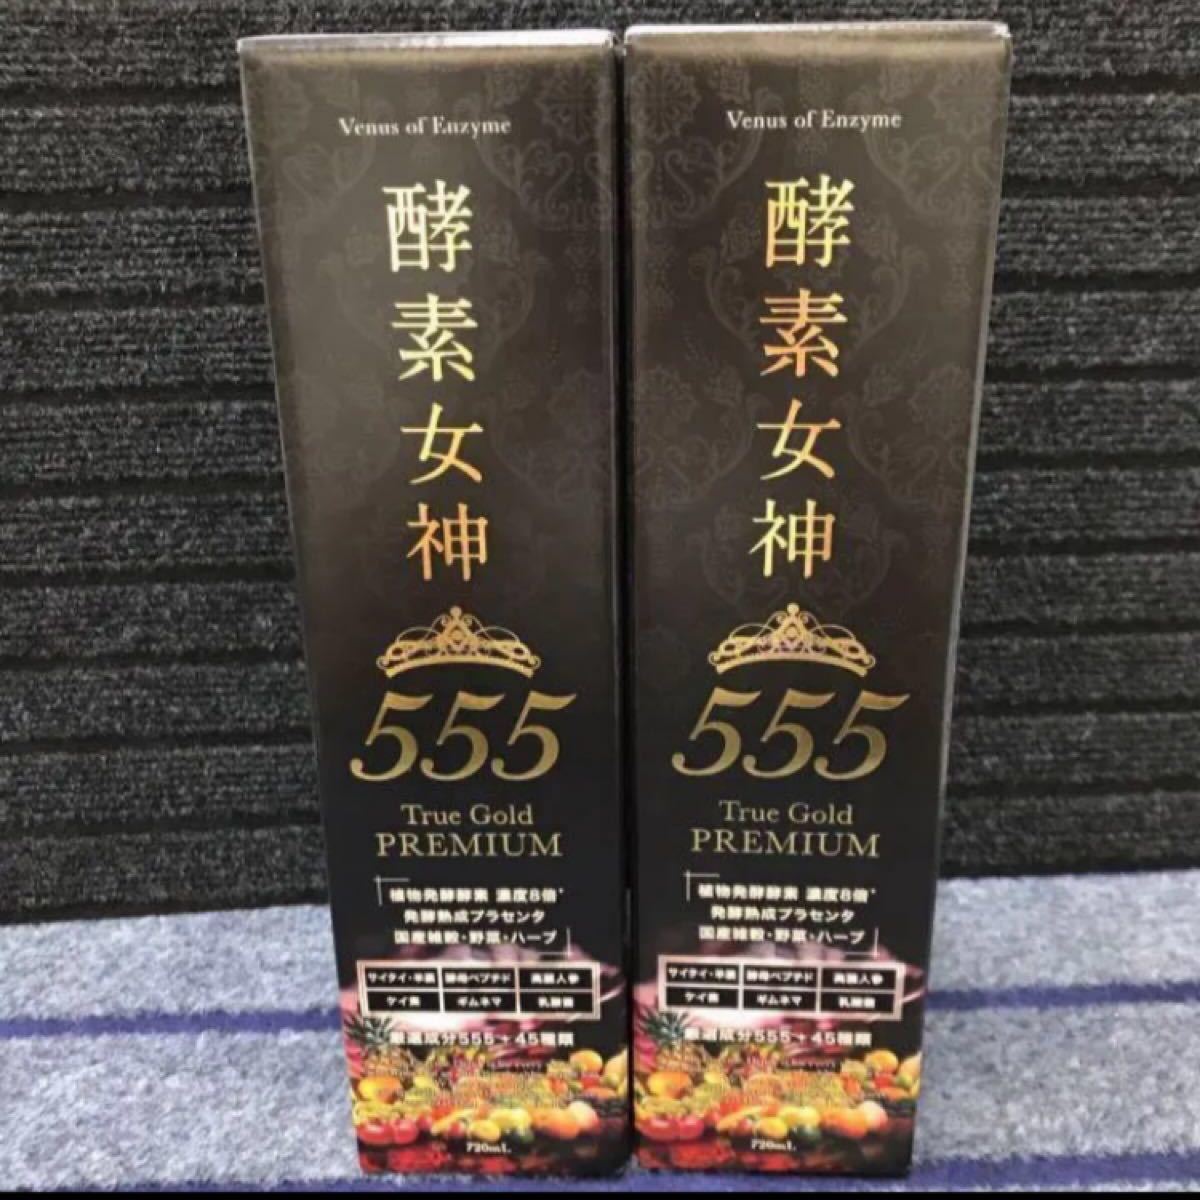 Venus of Enzyme
酵素女神
555
True Gold
PREMIUM
植物発酵酵素 濃度8倍*
発酵熟成プラセンタ
国産雑穀・野菜・ハーブ
サイタイ・羊膜 酵母ペプチド 高麗人参
ケイ素 ギムネマ 乳酸菌
厳選成分555+45種類
720mL
Venus of Enzyme
酵素女神
555
True Gold
PREMIUM
植物発酵酵素 濃度8倍*
発酵熟成プラセンタ
国産雑穀・野菜・ハーブ
サイタイ・羊膜 酵母ペプチド 高麗人参
ケイ素 ギムネマ 乳酸菌
厳選成分555+45種類
720mL